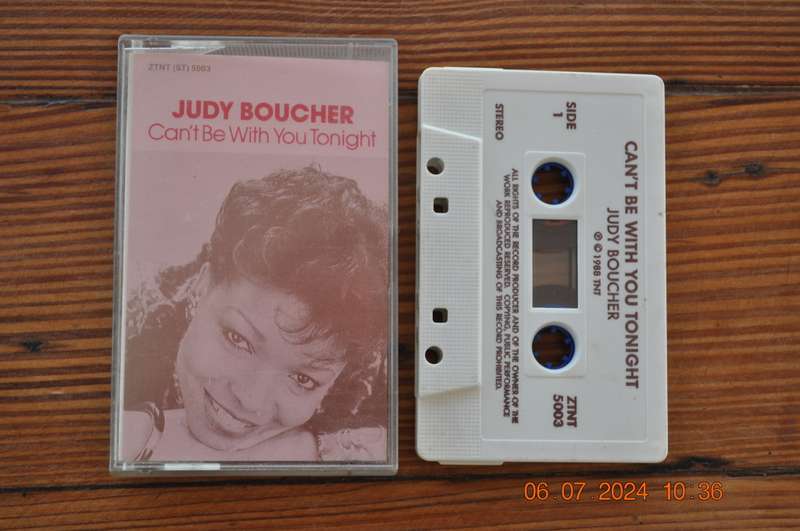 ZTNT (ST) 5003
JUDY BOUCHER
Can't Be With You Tonight
CAN'T BE WITH YOU TONIGHT
JUDY BOUCHER
℗ © 1988 TNT
SIDE
1
STEREO
ZTNT
5003
ALL RIGHTS OF THE RECORD PRODUCER AND OF THE OWNER OF THE
WORK REPRODUCED RESERVED. COPYING, PUBLIC PERFORMANCE
AND BROADCASTING OF THIS RECORD PROHIBITED.
06.07.2024 10:36